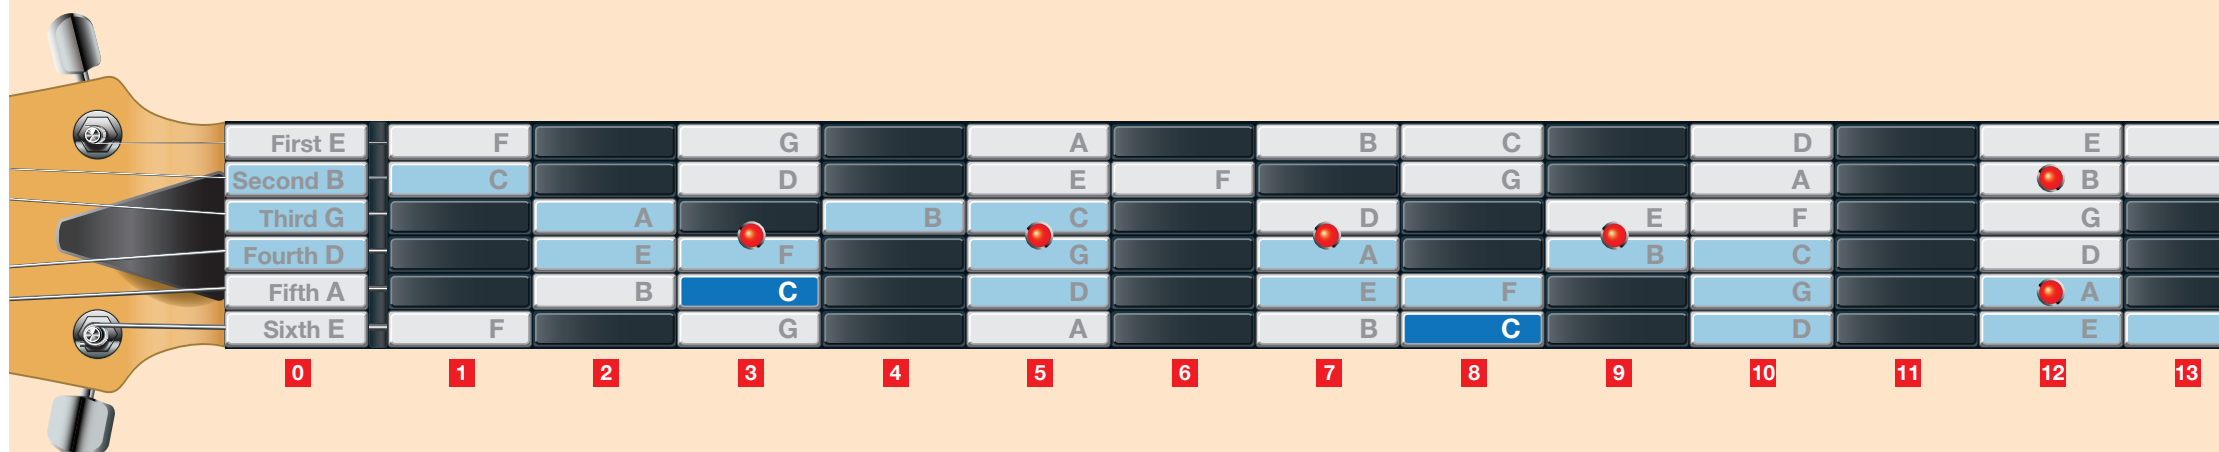 First E F G A B C D E
Second B C D E F G A B
Third G A B C D E F G
Fourth D E F G A B C D
Fifth A B C D E F G A
Sixth E F G A B C D E
0 1 2 3 4 5 6 7 8 9 10 11 12 13